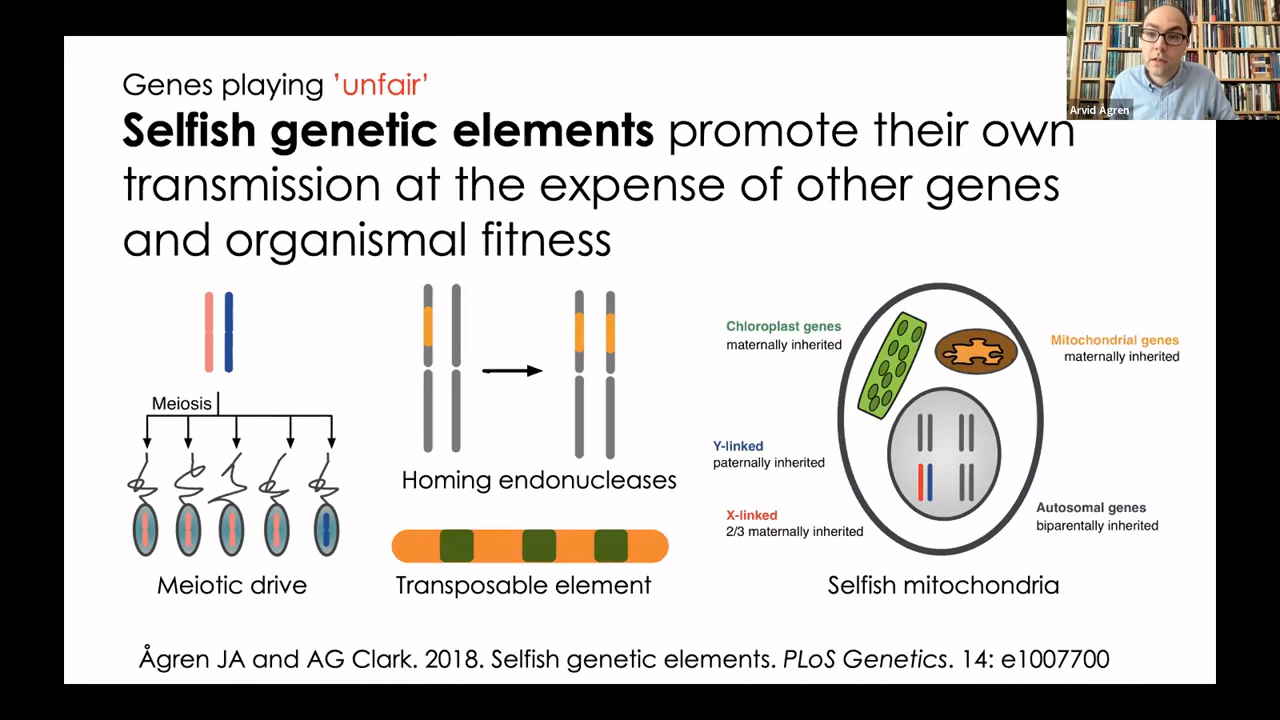 Genes playing 'unfair'
Arvid Ågren
Selfish genetic elements promote their own
transmission at the expense of other genes
and organismal fitness
Meiosis
Meiotic drive
Homing endonucleases
Transposable element
Chloroplast genes
maternally inherited
Mitochondrial genes
maternally inherited
Y-linked
paternally inherited
X-linked
2/3 maternally inherited
Autosomal genes
biparentally inherited
Selfish mitochondria
Ågren JA and AG Clark. 2018. Selfish genetic elements. PLoS Genetics. 14: e1007700